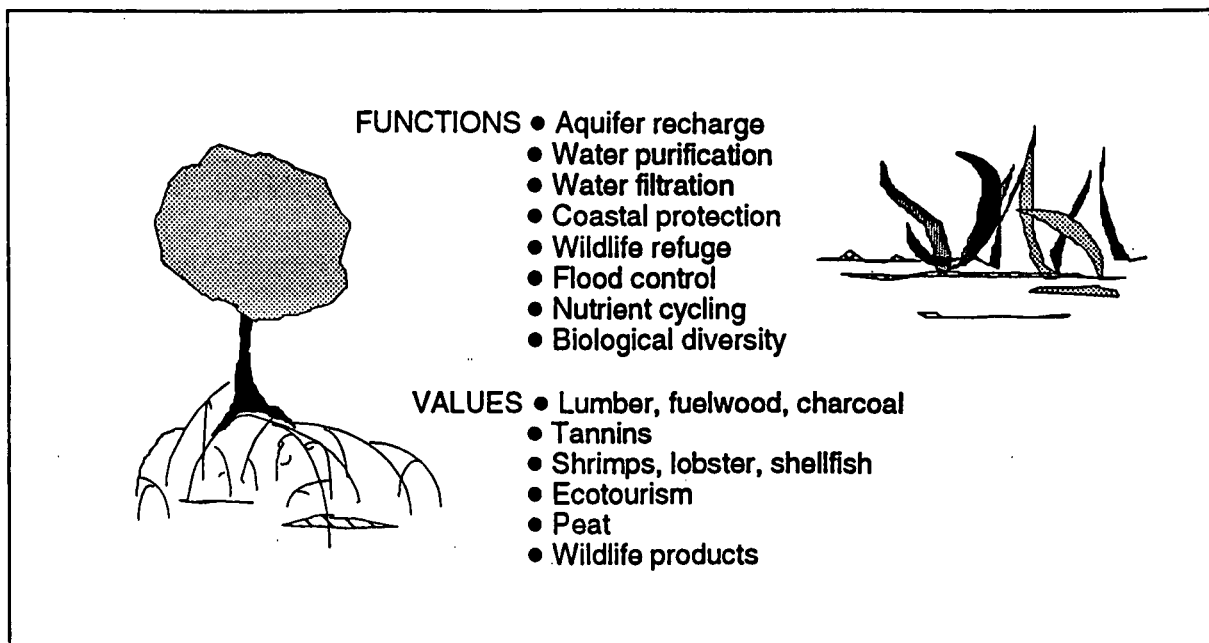 FUNCTIONS ● Aquifer recharge
● Water purification
● Water filtration
● Coastal protection
● Wildlife refuge
● Flood control
● Nutrient cycling
● Biological diversity
VALUES ● Lumber, fuelwood, charcoal
● Tannins
● Shrimps, lobster, shellfish
● Ecotourism
● Peat
● Wildlife products